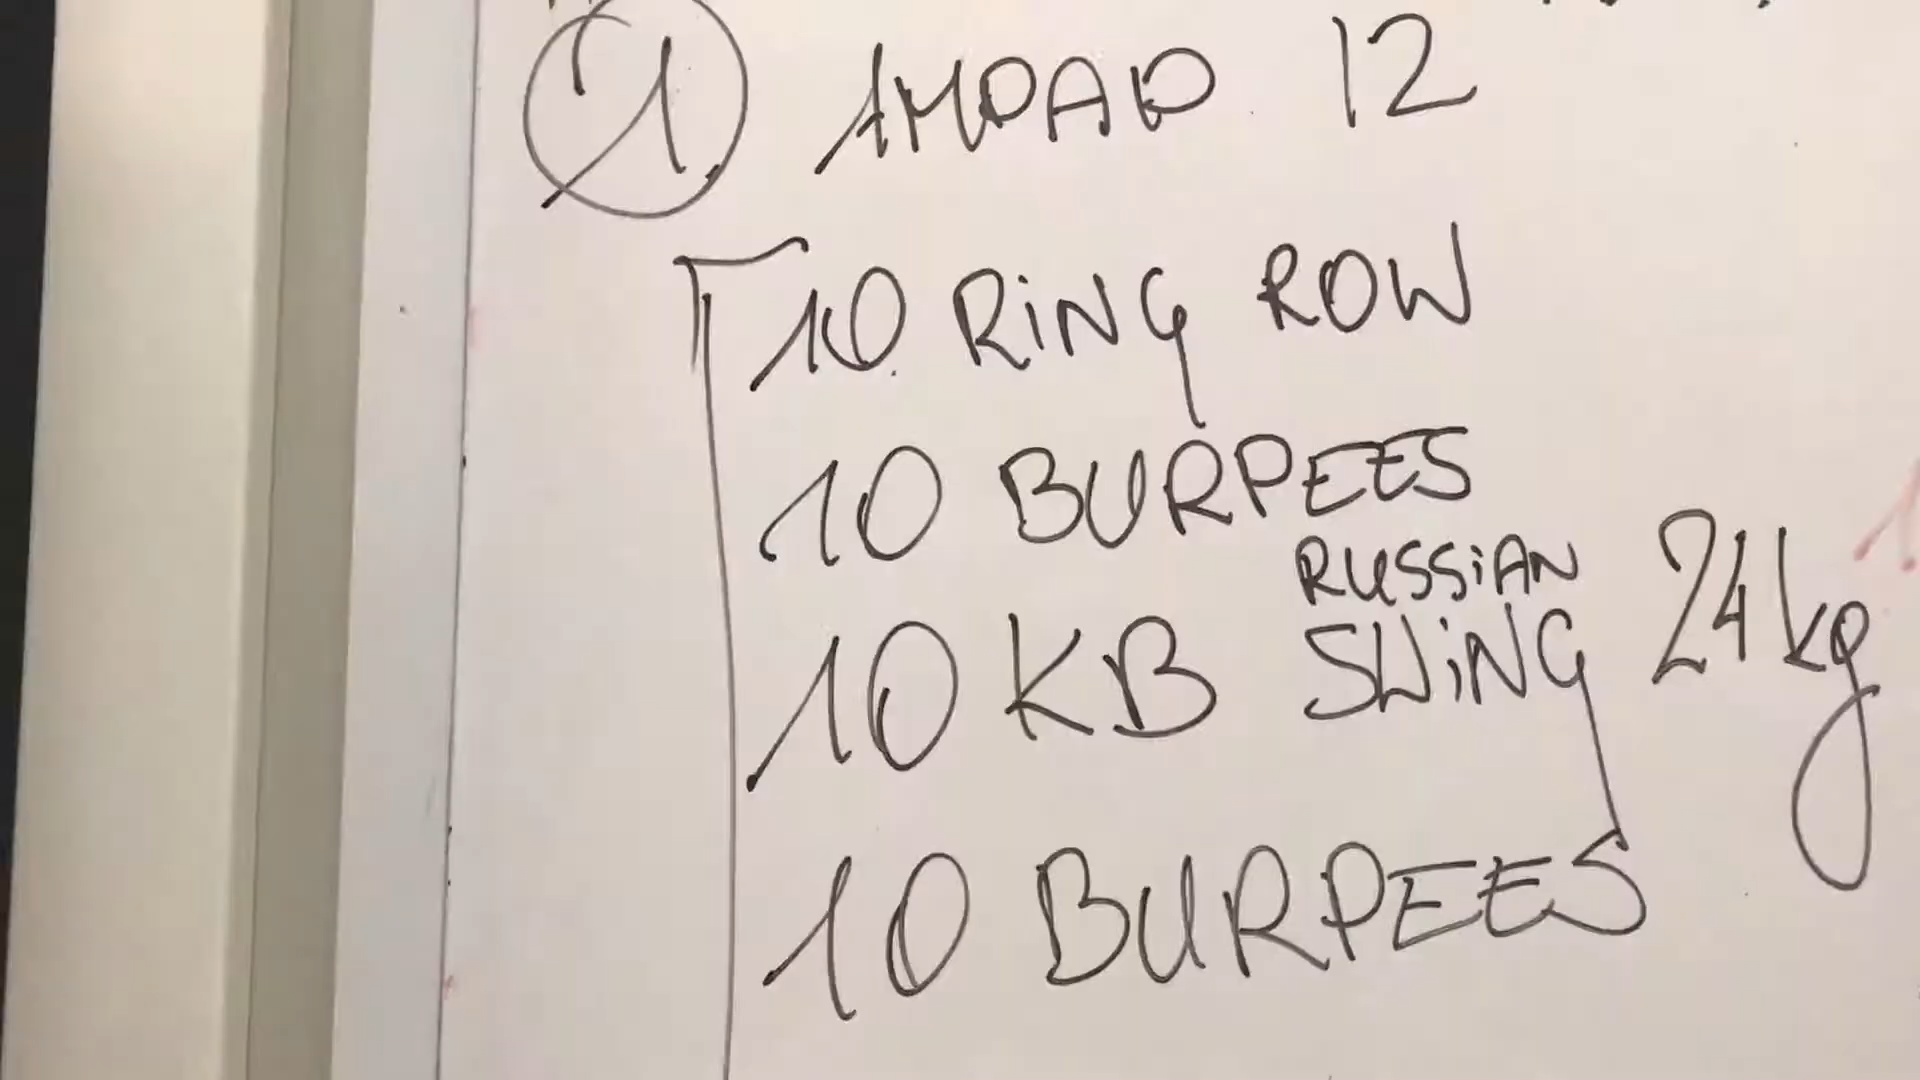 1 AMRAP 12
10 RiNG ROW
10 BURPEES
10 KB RUSSiAN SWiNG 24kg
10 BURPEES